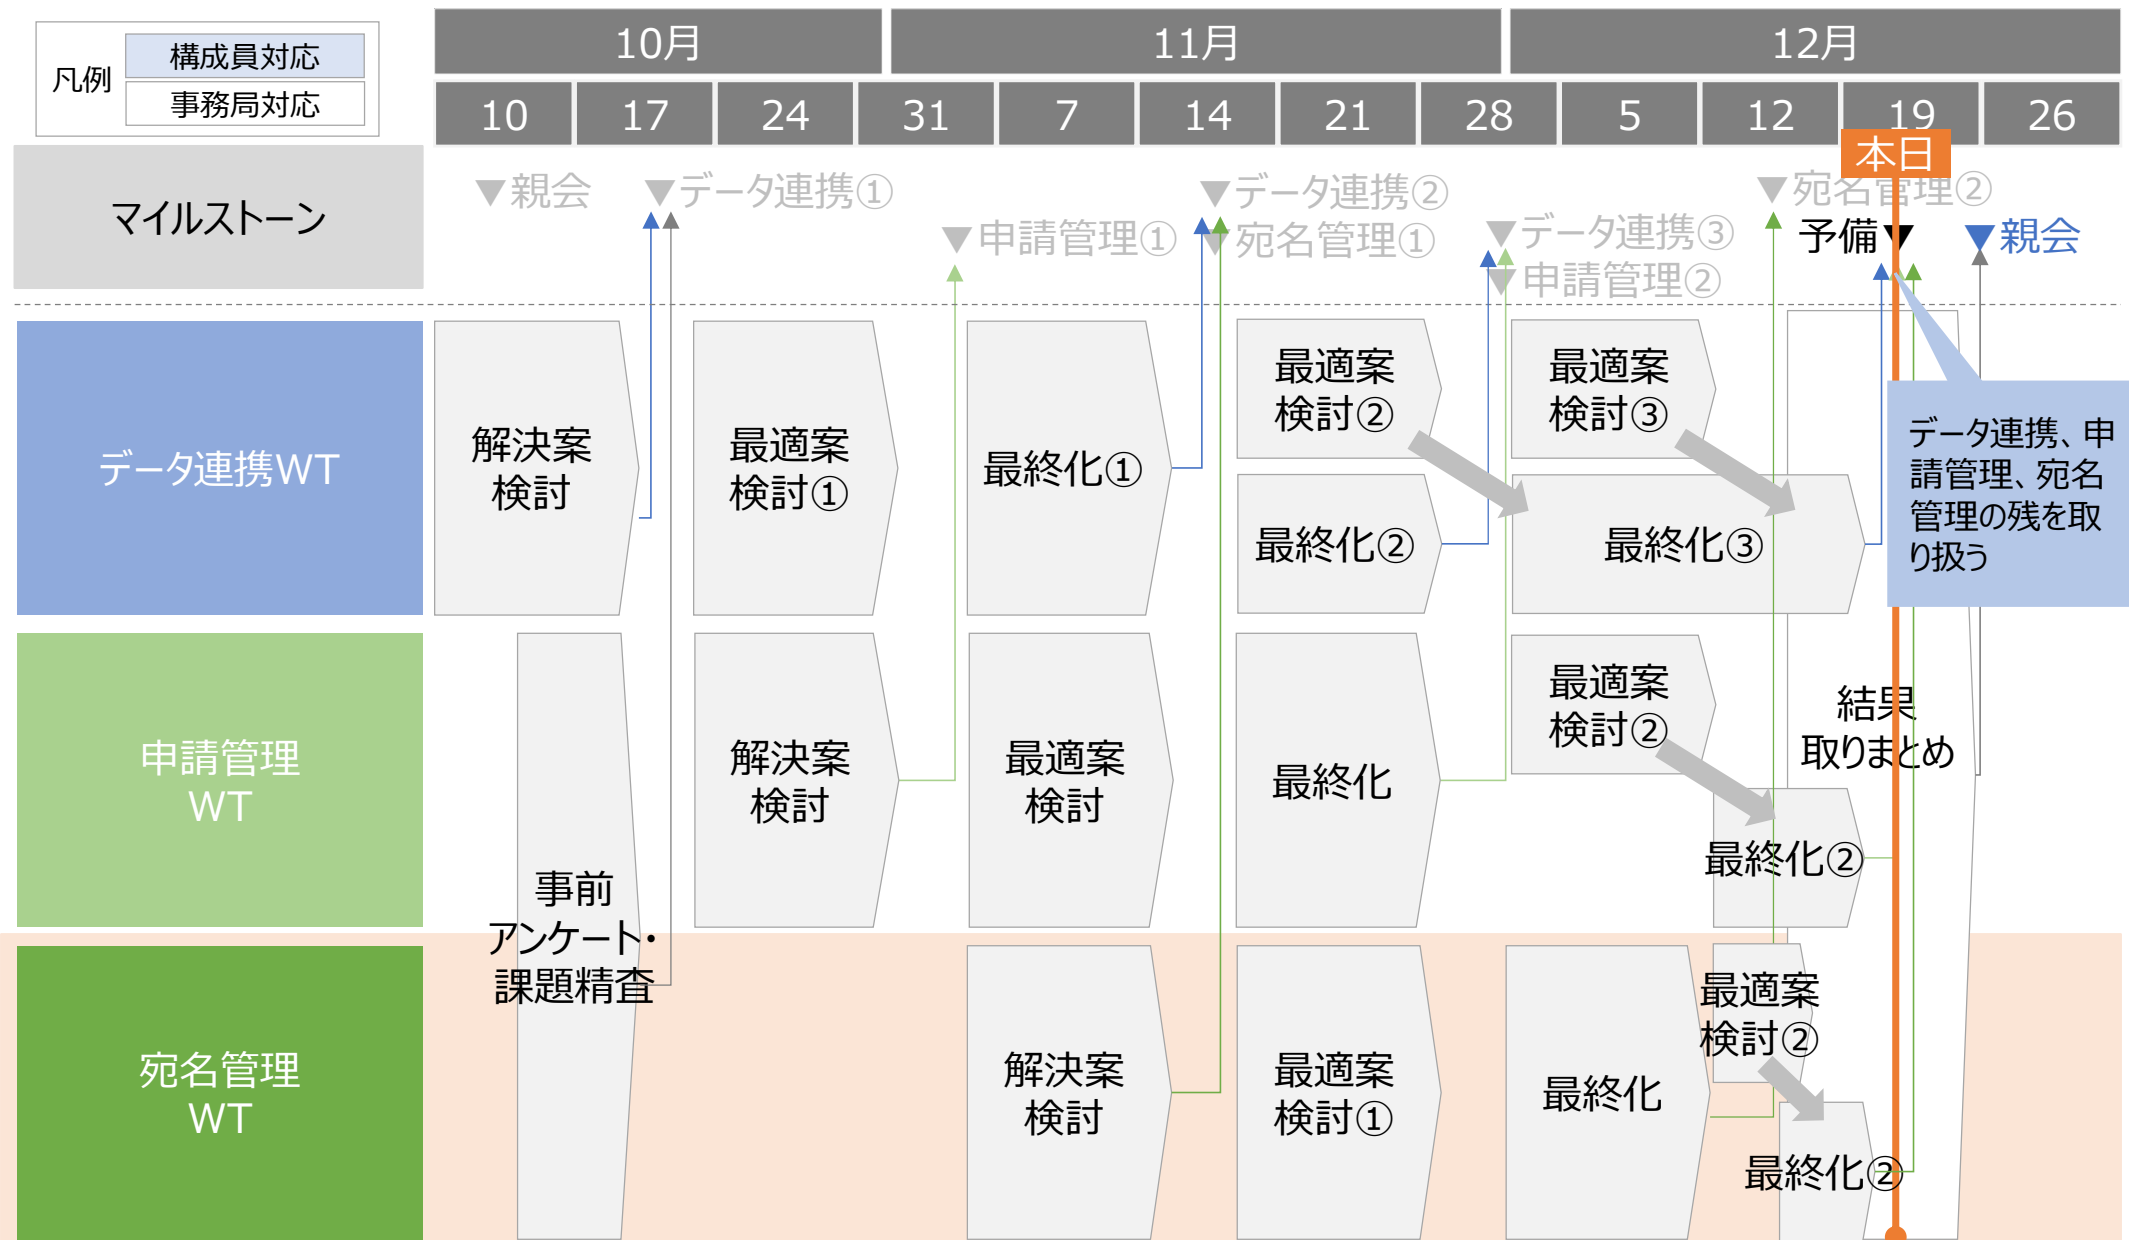 凡例
構成員対応
事務局対応
10月
11月
12月
10
17
24
31
7
14
21
28
5
12
19
26
本日
マイルストーン
▼親会
▼データ連携①
▼申請管理①
▼データ連携②
▼宛名管理①
▼データ連携③
▼申請管理②
▼宛名管理②
予備▼
▼親会
データ連携WT
解決案
検討
最適案
検討①
最終化①
最適案
検討②
最終化②
最適案
検討③
最終化③
データ連携、申
請管理、宛名
管理の残を取
り扱う
申請管理
WT
解決案
検討
最適案
検討
最終化
最適案
検討②
最終化②
結果
取りまとめ
事前
アンケート・
課題精査
宛名管理
WT
解決案
検討
最適案
検討①
最終化
最適案
検討②
最終化②